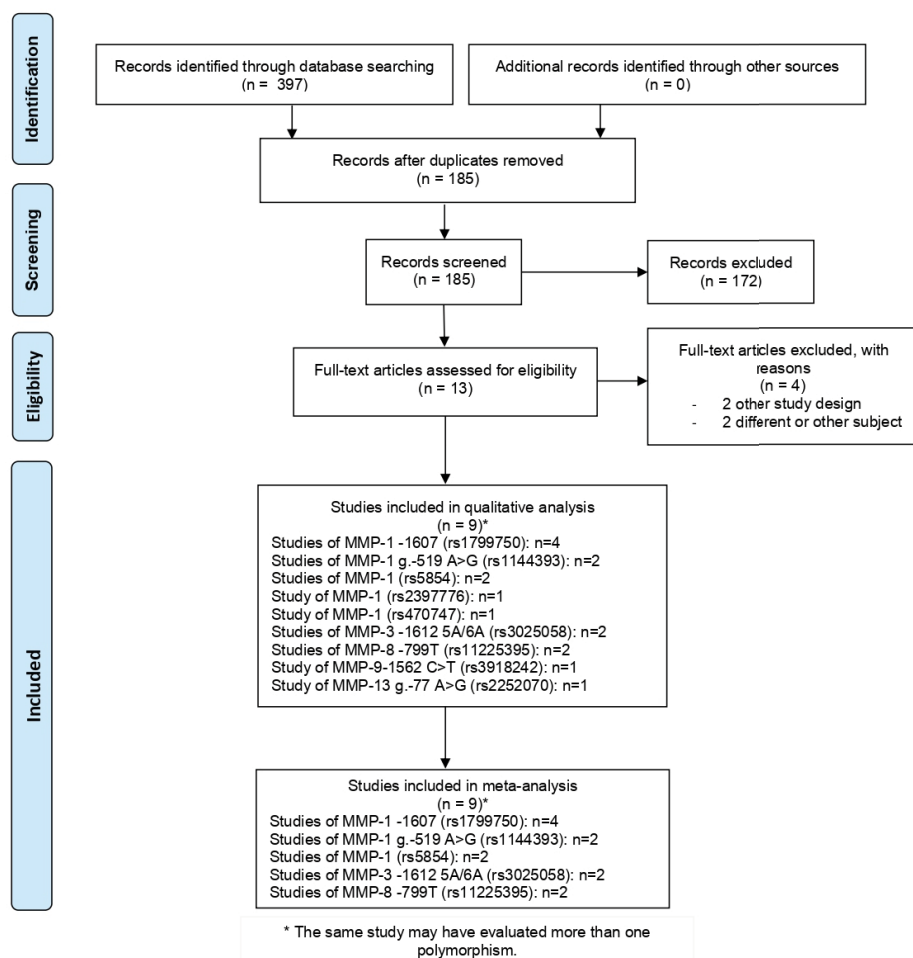 Identification
Records identified through database searching
(n = 397)
Additional records identified through other sources
(n = 0)
Records after duplicates removed
(n = 185)
Screening
Records screened
(n = 185)
Records excluded
(n = 172)
Eligibility
Full-text articles assessed for eligibility
(n = 13)
Full-text articles excluded, with
reasons
(n = 4)
- 2 other study design
- 2 different or other subject
Included
Studies included in qualitative analysis
(n = 9)*
Studies of MMP-1 -1607 (rs1799750): n=4
Studies of MMP-1 g.-519 A>G (rs1144393): n=2
Studies of MMP-1 (rs5854): n=2
Study of MMP-1 (rs2397776): n=1
Study of MMP-1 (rs470747): n=1
Studies of MMP-3 -1612 5A/6A (rs3025058): n=2
Studies of MMP-8 -799T (rs11225395): n=2
Study of MMP-9-1562 C>T (rs3918242): n=1
Study of MMP-13 g.-77 A>G (rs2252070): n=1
Studies included in meta-analysis
(n = 9)*
Studies of MMP-1 -1607 (rs1799750): n=4
Studies of MMP-1 g.-519 A>G (rs1144393): n=2
Studies of MMP-1 (rs5854): n=2
Studies of MMP-3 -1612 5A/6A (rs3025058): n=2
Studies of MMP-8 -799T (rs11225395): n=2
* The same study may have evaluated more than one
polymorphism.